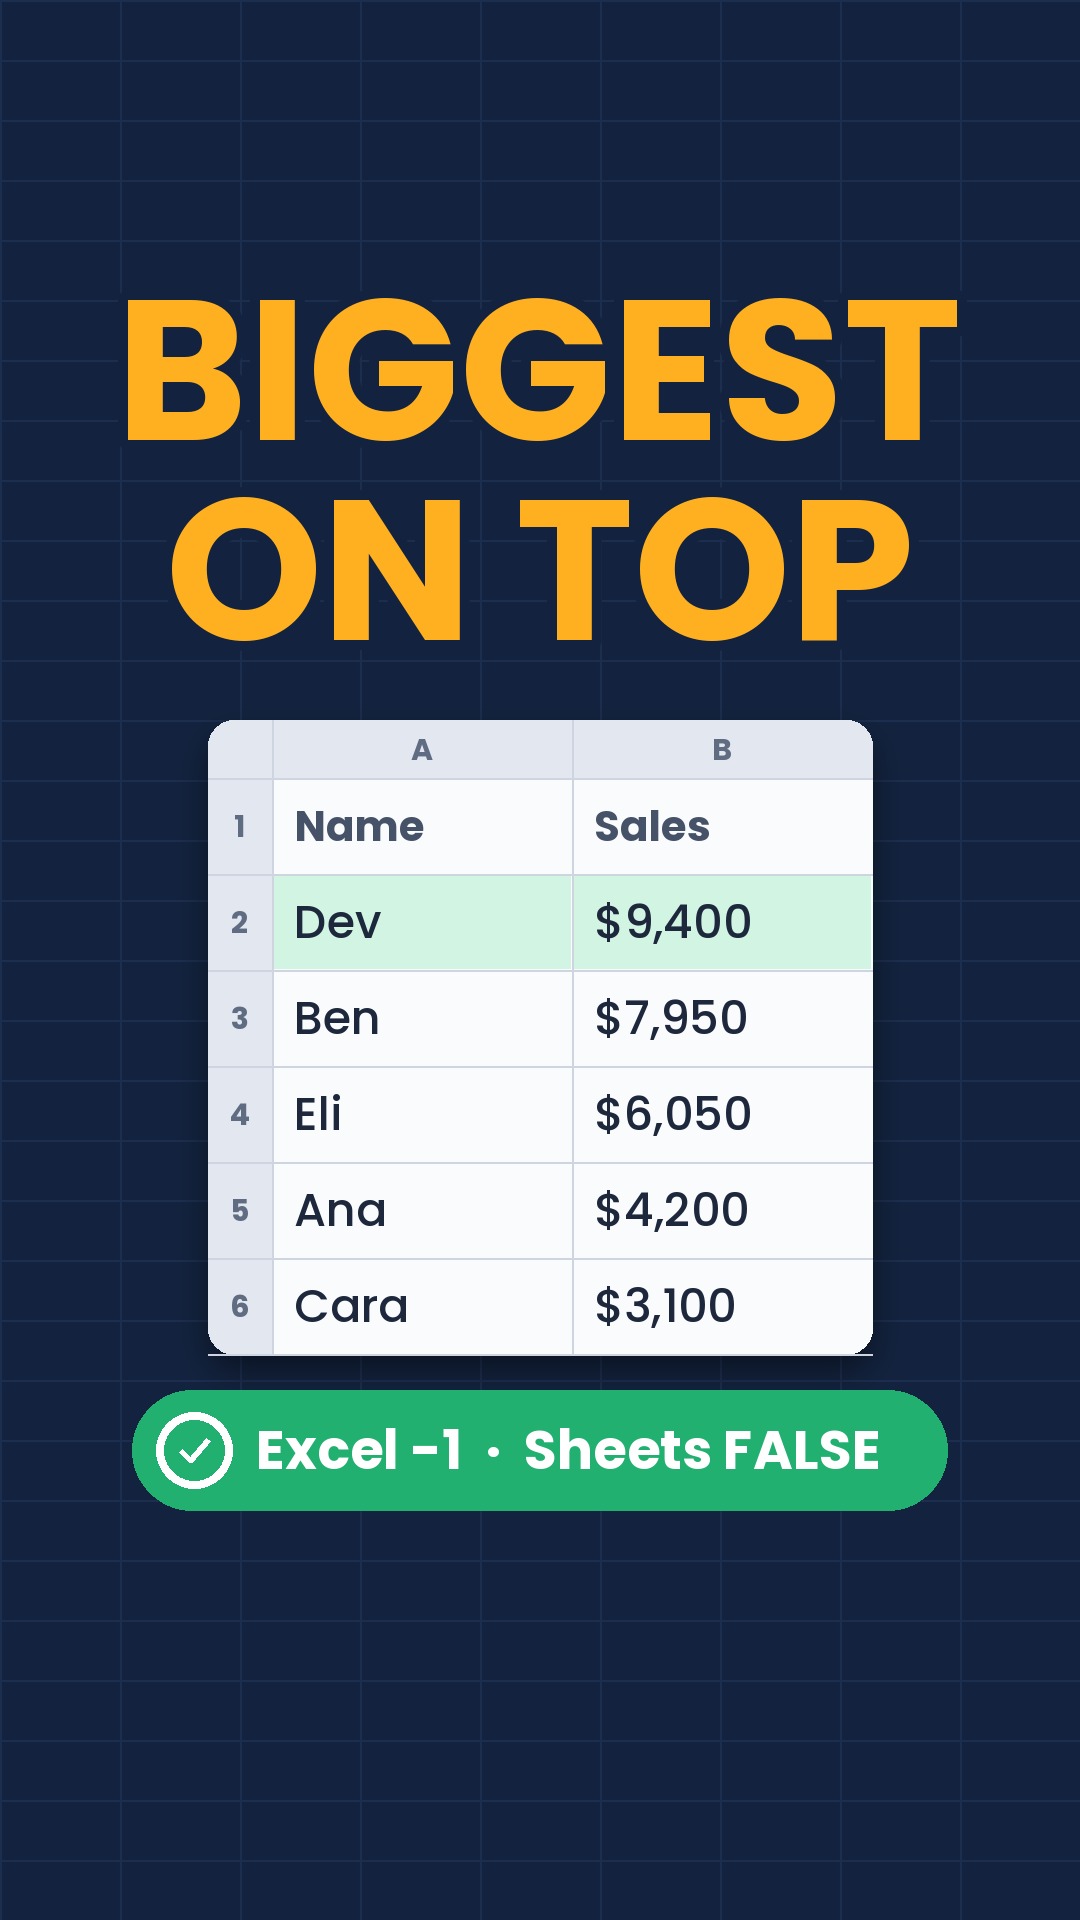 BIGGEST
ON TOP
A B
1 Name Sales
2 Dev $9,400
3 Ben $7,950
4 Eli $6,050
5 Ana $4,200
6 Cara $3,100
Excel -1 · Sheets FALSE